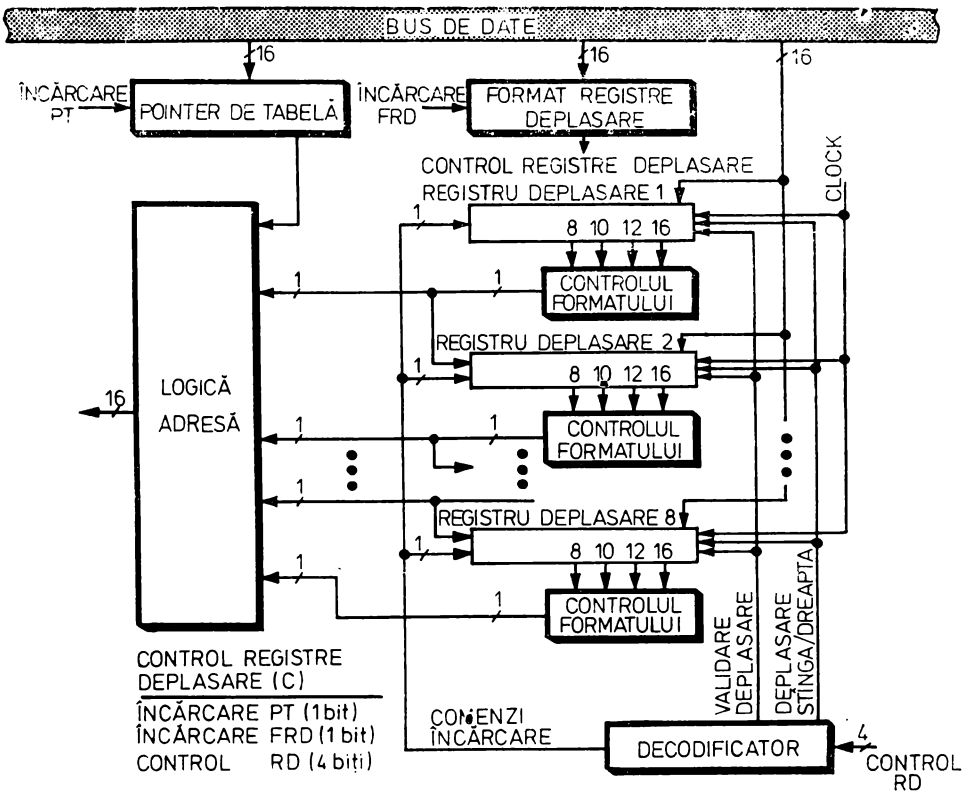 BUS DE DATE
16
16
16
ÎNCĂRCARE
PT
POINTER DE TABELĂ
ÎNCĂRCARE
FRD
FORMAT REGISTRE
DEPLASARE
CONTROL REGISTRE DEPLASARE
CLOCK
REGISTRU DEPLASARE 1
1
8 10 12 16
1
1
CONTROLUL
FORMATULUI
REGISTRU DEPLASARE 2
1
8 10 12 16
LOGICĂ
ADRESĂ
16
1
1
CONTROLUL
FORMATULUI
1
REGISTRU DEPLASARE 8
1
8 10 12 16
1
1
CONTROLUL
FORMATULUI
VALIDARE
DEPLASARE
DEPLASARE
STÎNGA/DREAPTA
CONTROL REGISTRE
DEPLASARE (C)
ÎNCĂRCARE PT (1bit)
ÎNCĂRCARE FRD (1 bit)
CONTROL RD (4 biți)
COMENZI
ÎNCĂRCARE
DECODIFICATOR
4
CONTROL
RD